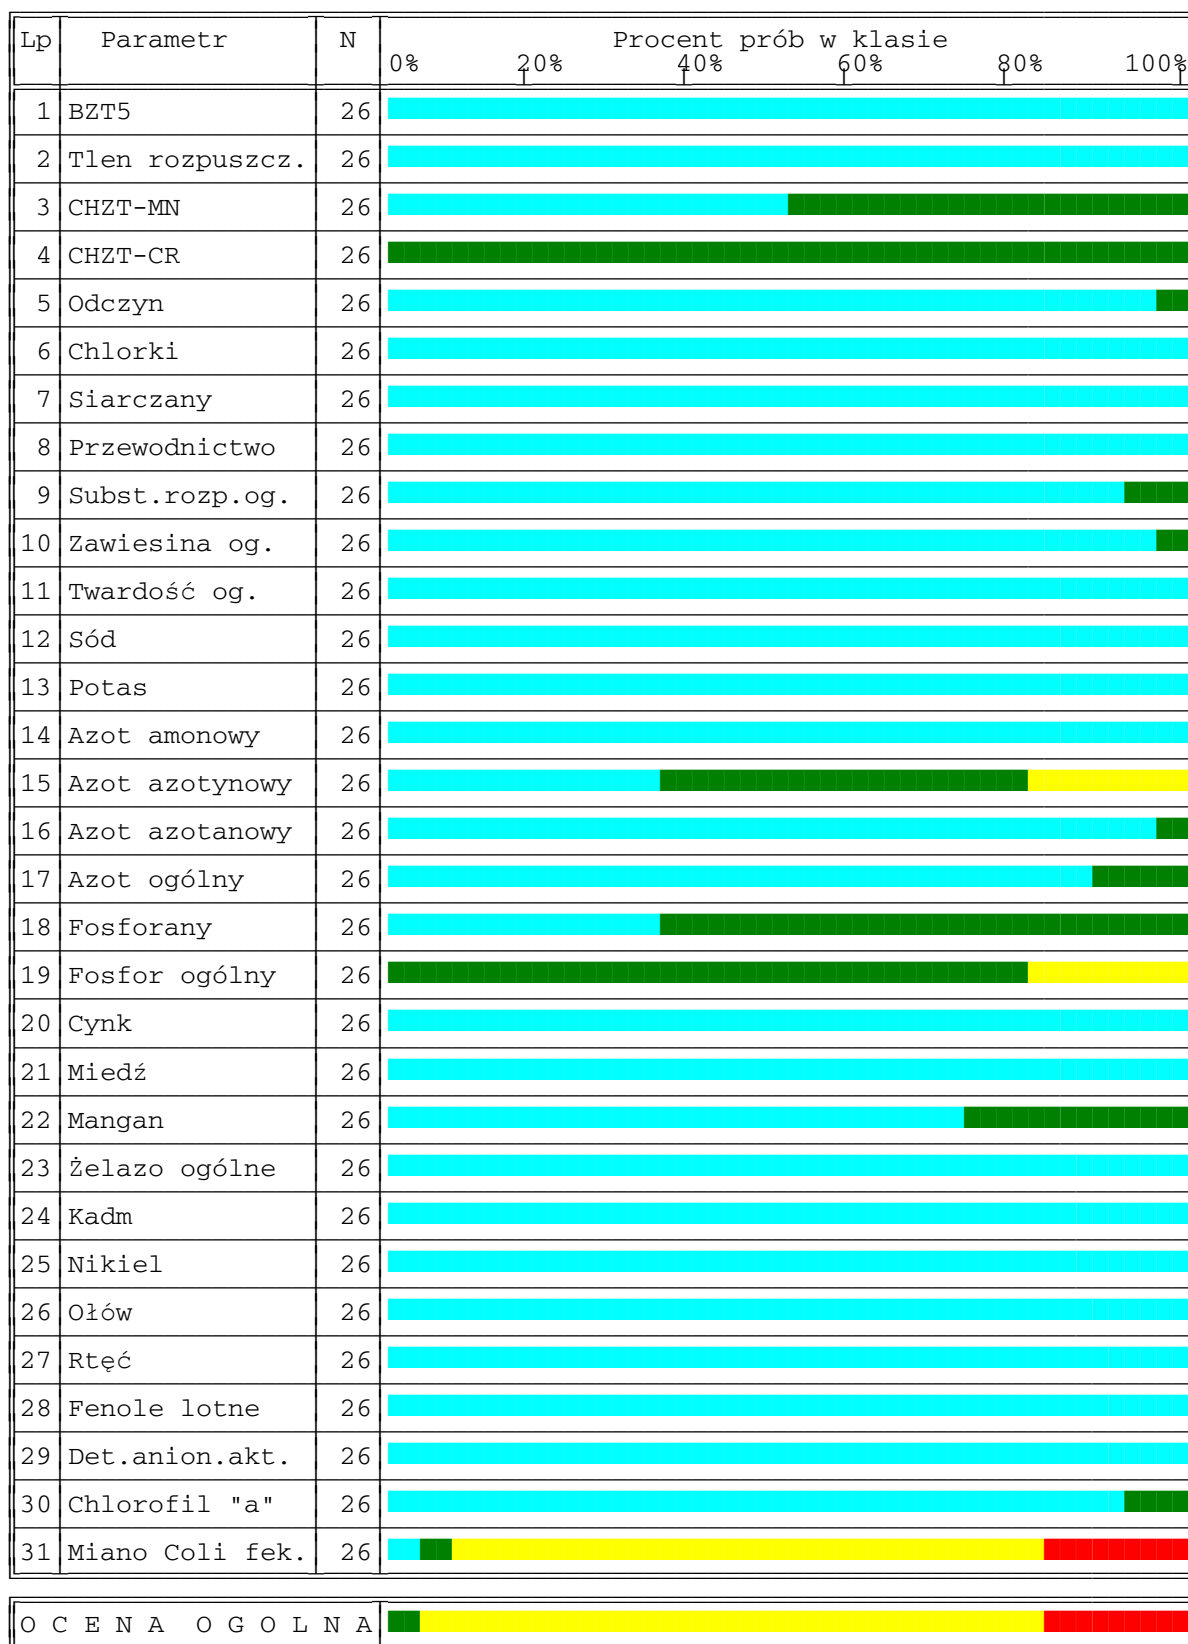 Lp Parametr N Procent prób w klasie
0% 20% 40% 60% 80% 100%
1 BZT5 26
2 Tlen rozpuszcz. 26
3 CHZT-MN 26
4 CHZT-CR 26
5 Odczyn 26
6 Chlorki 26
7 Siarczany 26
8 Przewodnictwo 26
9 Subst.rozp.og. 26
10 Zawiesina og. 26
11 Twardość og. 26
12 Sód 26
13 Potas 26
14 Azot amonowy 26
15 Azot azotynowy 26
16 Azot azotanowy 26
17 Azot ogólny 26
18 Fosforany 26
19 Fosfor ogólny 26
20 Cynk 26
21 Miedź 26
22 Mangan 26
23 Żelazo ogólne 26
24 Kadm 26
25 Nikiel 26
26 Ołów 26
27 Rtęć 26
28 Fenole lotne 26
29 Det.anion.akt. 26
30 Chlorofil "a" 26
31 Miano Coli fek. 26
O C E N A O G O L N A